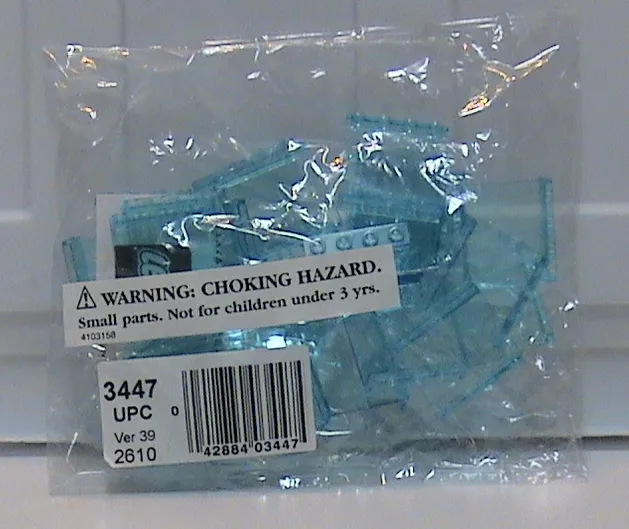 WARNING: CHOKING HAZARD.
Small parts. Not for children under 3 yrs.
4103158
3447
UPC 0
Ver 39
2610
42884 03447